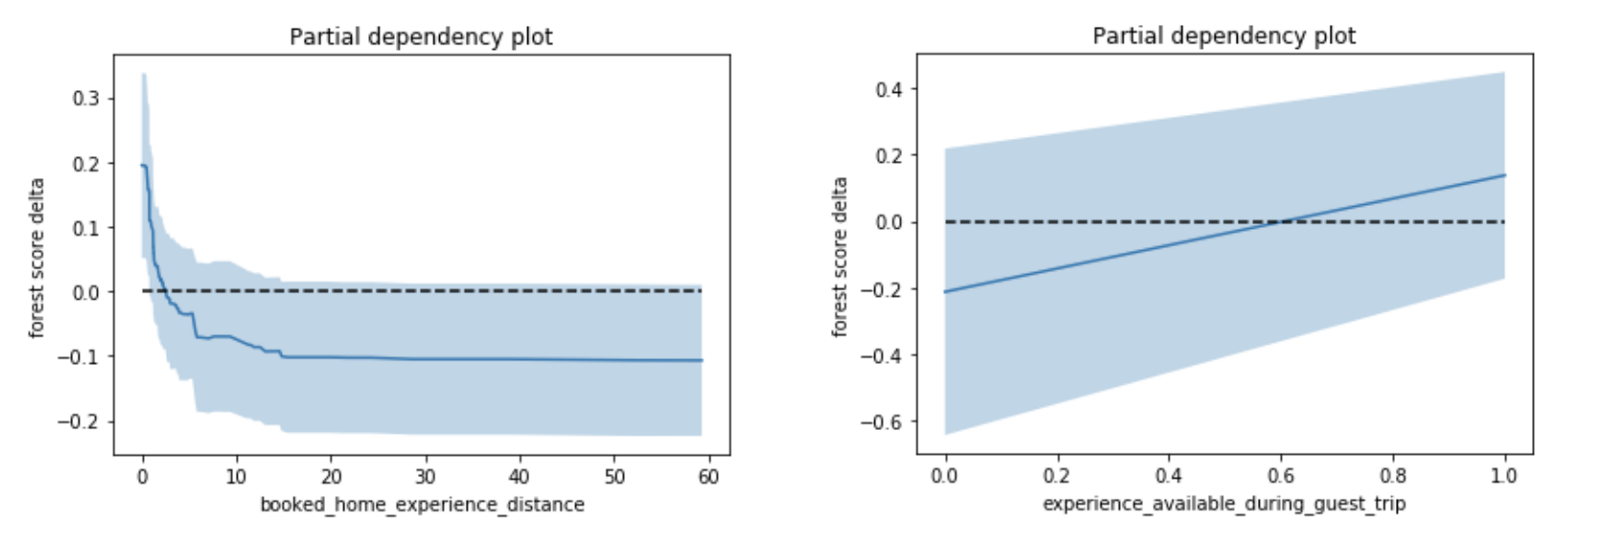 Partial dependency plot
forest score delta
0.3
0.2
0.1
0.0
−0.1
−0.2
0 10 20 30 40 50 60
booked_home_experience_distance
Partial dependency plot
forest score delta
0.4
0.2
0.0
−0.2
−0.4
−0.6
0.0 0.2 0.4 0.6 0.8 1.0
experience_available_during_guest_trip